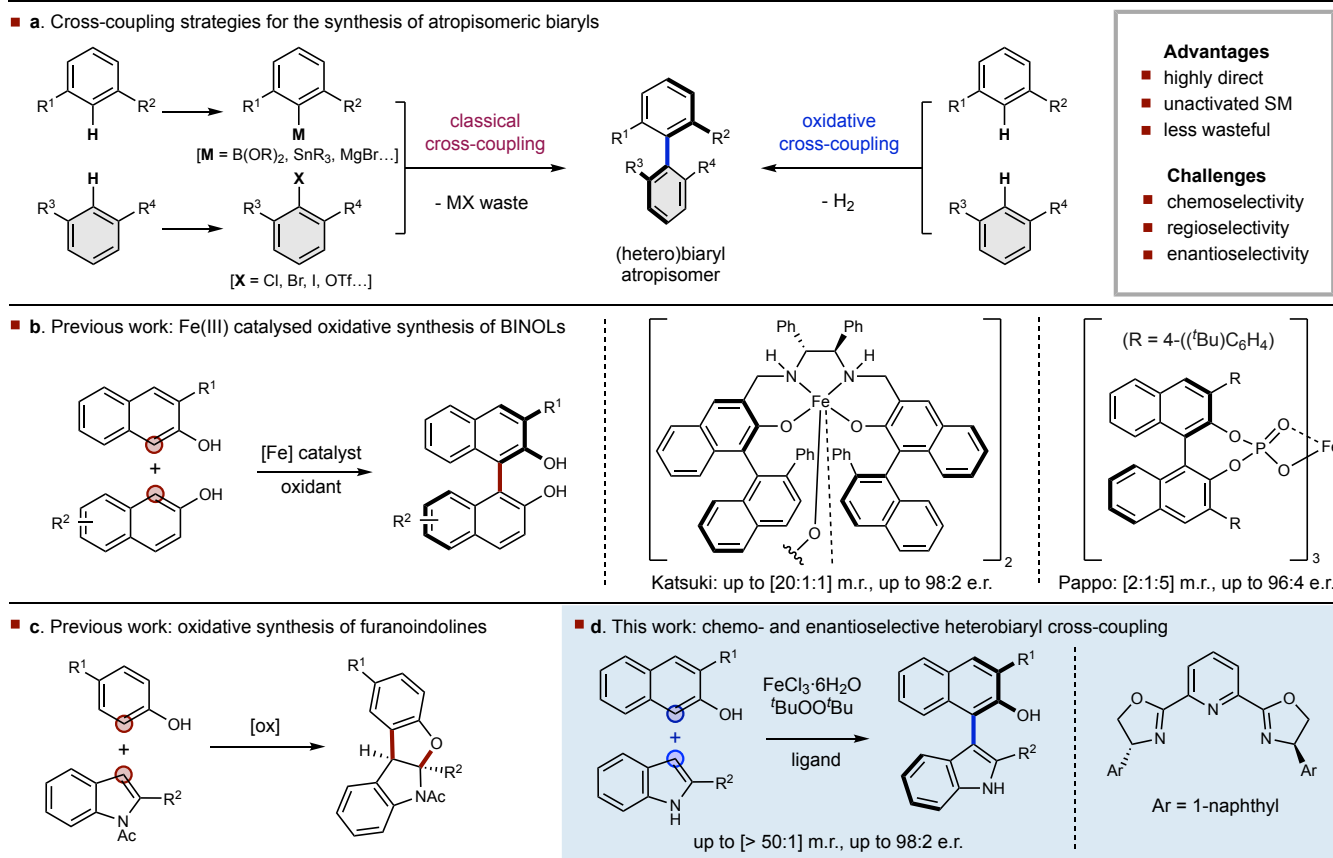 a. Cross-coupling strategies for the synthesis of atropisomeric biaryls
R¹ R² H
R¹ R² M
[M = B(OR)₂, SnR₃, MgBr…]
H R³ R⁴
X R³ R⁴
[X = Cl, Br, I, OTf…]
classical
cross-coupling
- MX waste
R¹ R²
R³ R⁴
(hetero)biaryl
atropisomer
oxidative
cross-coupling
- H₂
R¹ R² H
H R³ R⁴
Advantages
highly direct
unactivated SM
less wasteful
Challenges
chemoselectivity
regioselectivity
enantioselectivity
b. Previous work: Fe(III) catalysed oxidative synthesis of BINOLs
R¹
OH
+
OH
R²
[Fe] catalyst
oxidant
R¹
OH
OH
R²
Ph Ph
H H
N N
Fe
O O
Ph Ph
O
2
Katsuki: up to [20:1:1] m.r., up to 98:2 e.r.
(R = 4-((ᵗBu)C₆H₄)
R
O O
P Fe
O O
R
3
Pappo: [2:1:5] m.r., up to 96:4 e.r.
c. Previous work: oxidative synthesis of furanoindolines
R¹
OH
+
R²
N
Ac
[ox]
R¹
H O
R²
NAc
d. This work: chemo- and enantioselective heterobiaryl cross-coupling
R¹
OH
+
R²
N
H
FeCl₃·6H₂O
ᵗBuOOᵗBu
ligand
R¹
OH
R²
NH
up to [> 50:1] m.r., up to 98:2 e.r.
O O
N
N N
Ar Ar
Ar = 1-naphthyl